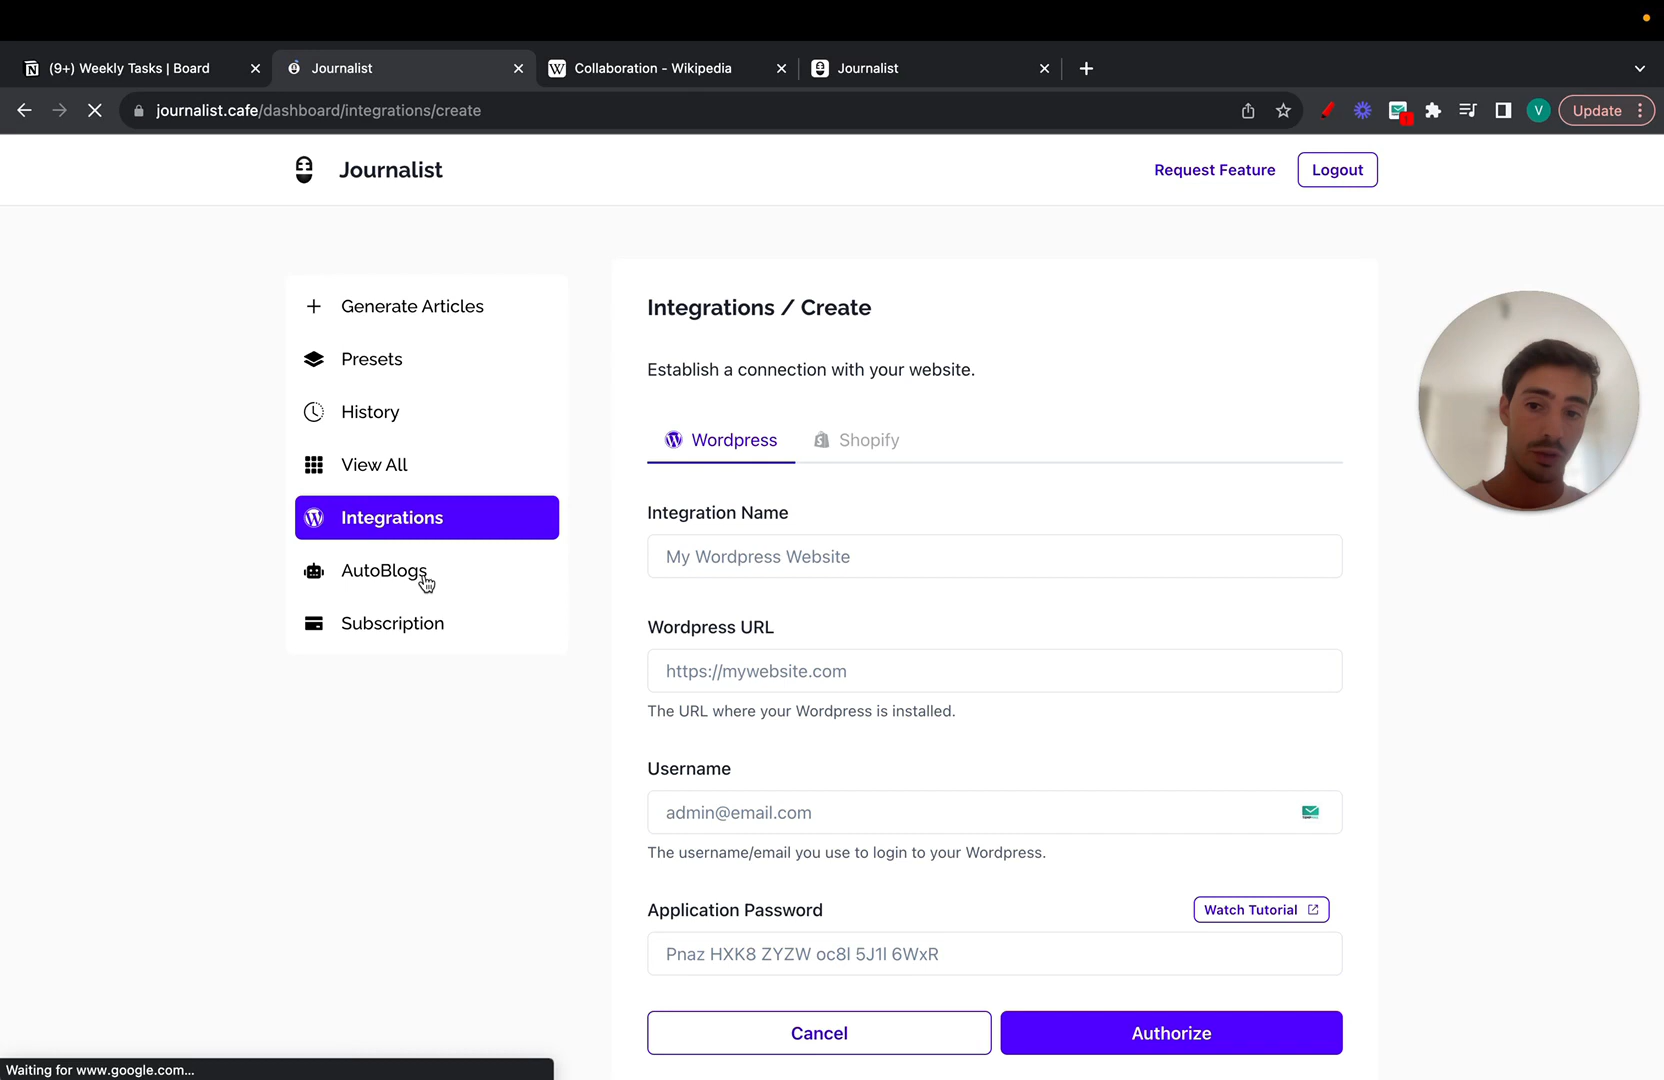 (9+) Weekly Tasks | Board
Journalist
Collaboration - Wikipedia
Journalist
journalist.cafe/dashboard/integrations/create
V
Update
Journalist
Request Feature
Logout
Generate Articles
Presets
History
View All
Integrations
AutoBlogs
Subscription
Integrations / Create
Establish a connection with your website.
Wordpress
Shopify
Integration Name
My Wordpress Website
Wordpress URL
https://mywebsite.com
The URL where your Wordpress is installed.
Username
admin@email.com
The username/email you use to login to your Wordpress.
Application Password
Watch Tutorial
Pnaz HXK8 ZYZW oc8l 5J1l 6WxR
Cancel
Authorize
Waiting for www.google.com...